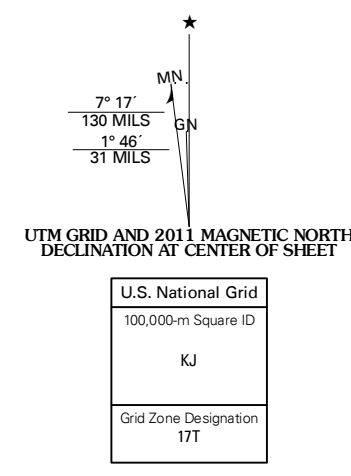 ★
MN
7° 17´
130 MILS
GN
1° 46´
31 MILS
UTM GRID AND 2011 MAGNETIC NORTH
DECLINATION AT CENTER OF SHEET
U.S. National Grid
100,000-m Square ID
KJ
Grid Zone Designation
17T